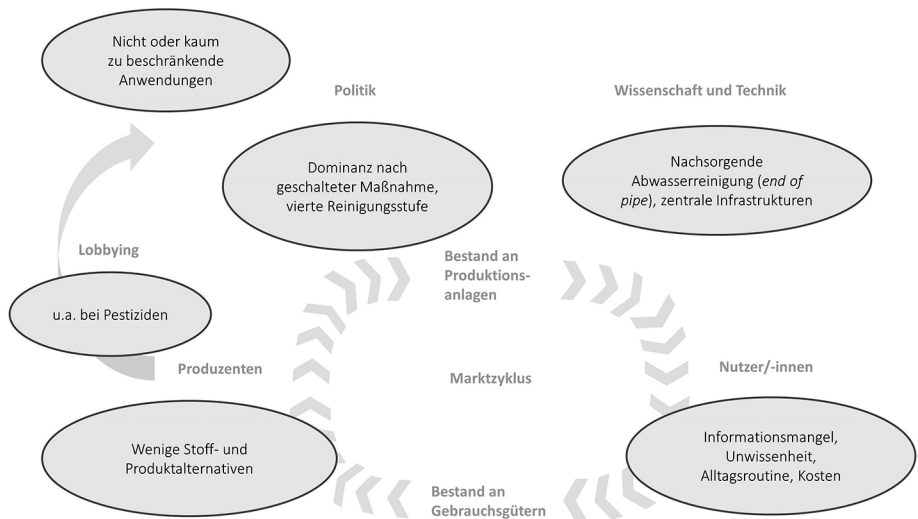 Nicht oder kaum
zu beschränkende
Anwendungen
Politik
Wissenschaft und Technik
Dominanz nach
geschalteter Maßnahme,
vierte Reinigungsstufe
Nachsorgende
Abwasserreinigung (end of
pipe), zentrale Infrastrukturen
Lobbying
Bestand an
Produktions-
anlagen
u.a. bei Pestiziden
Produzenten
Marktzyklus
Nutzer/-innen
Wenige Stoff- und
Produktalternativen
Informationsmangel,
Unwissenheit,
Alltagsroutine, Kosten
Bestand an
Gebrauchsgütern